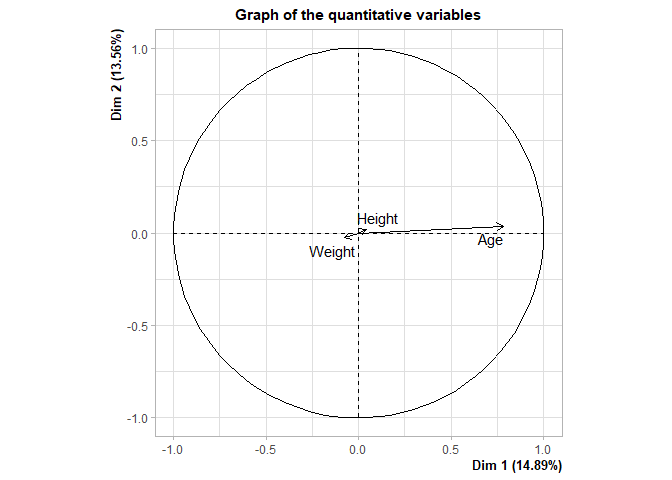 Graph of the quantitative variables
Dim 2 (13.56%)
1.0
0.5
0.0
-0.5
-1.0
Height
Age
Weight
-1.0 -0.5 0.0 0.5 1.0
Dim 1 (14.89%)